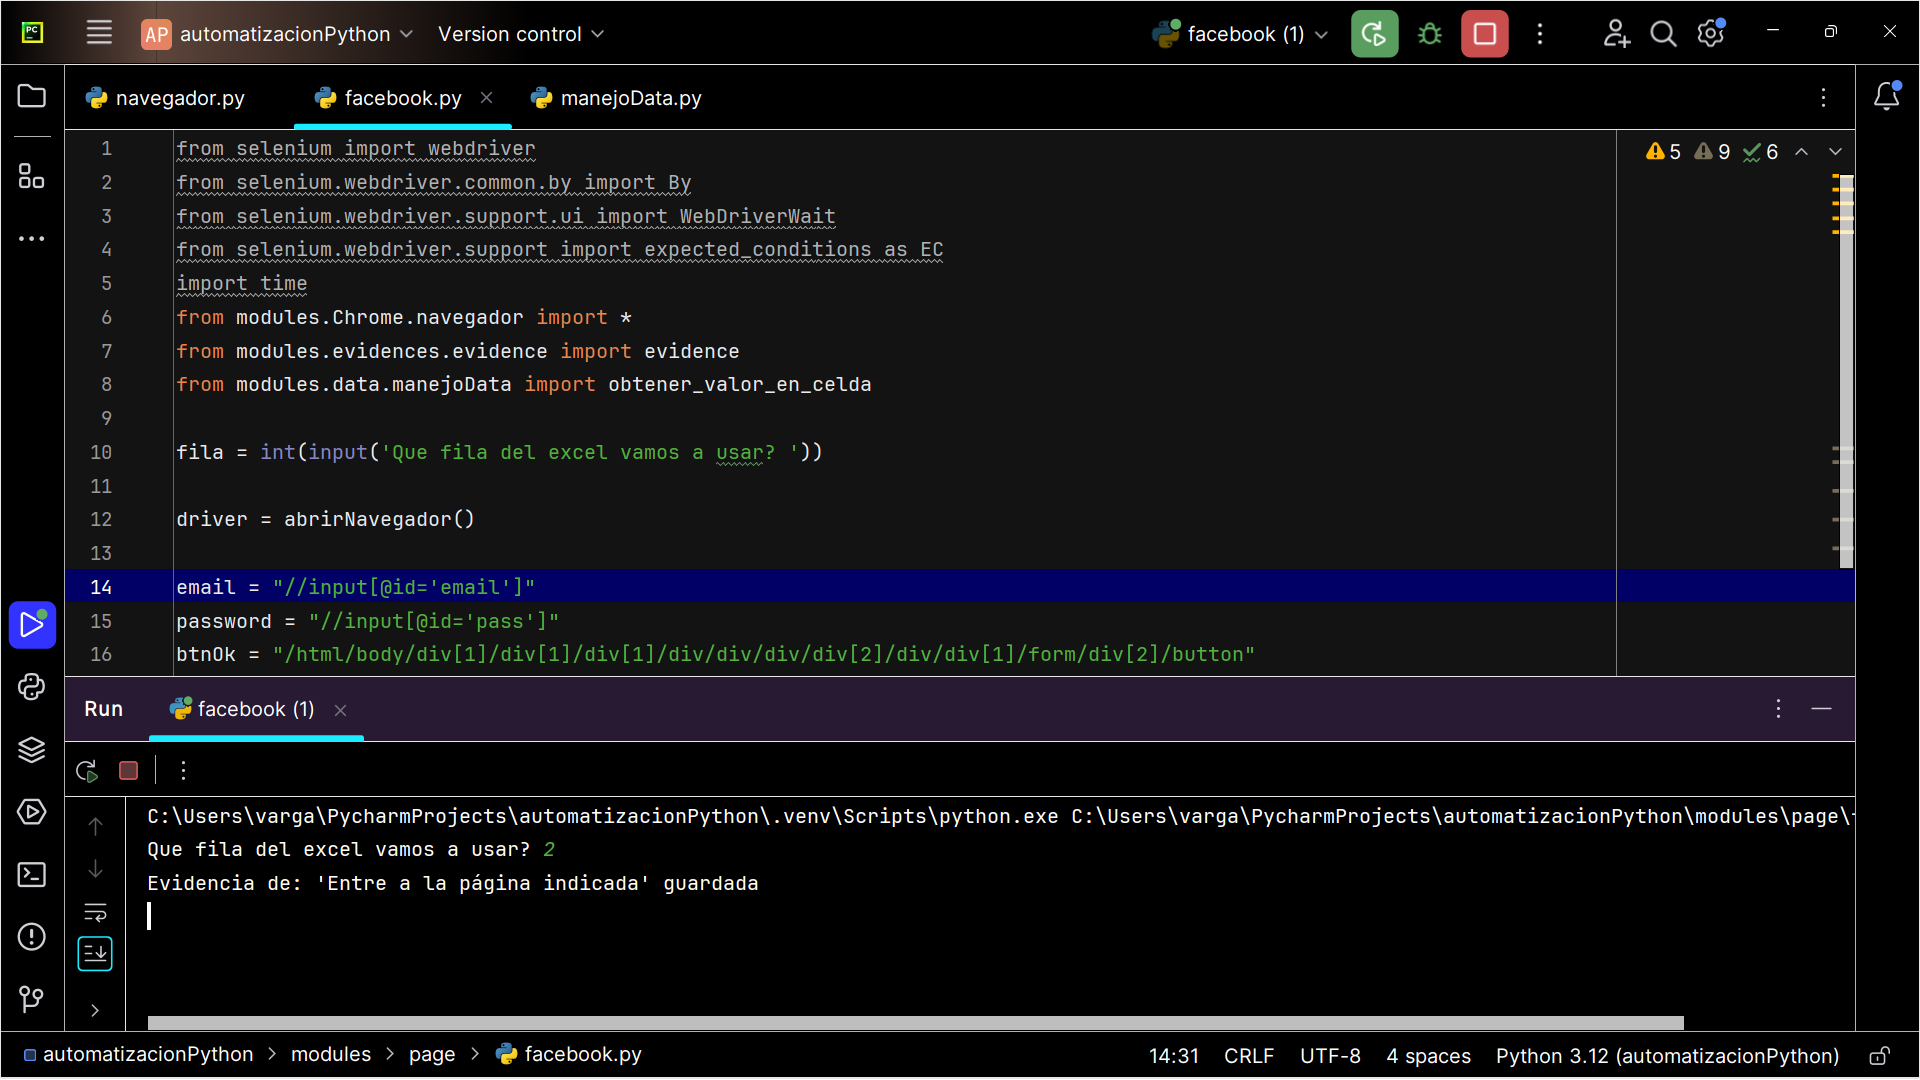 PC
AP automatizacionPython Version control facebook (1)
navegador.py facebook.py manejoData.py
5 9 6
1 from selenium import webdriver
2 from selenium.webdriver.common.by import By
3 from selenium.webdriver.support.ui import WebDriverWait
4 from selenium.webdriver.support import expected_conditions as EC
5 import time
6 from modules.Chrome.navegador import *
7 from modules.evidences.evidence import evidence
8 from modules.data.manejoData import obtener_valor_en_celda
9
10 fila = int(input('Que fila del excel vamos a usar? '))
11
12 driver = abrirNavegador()
13
14 email = "//input[@id='email']"
15 password = "//input[@id='pass']"
16 btnOk = "/html/body/div[1]/div[1]/div[1]/div/div/div/div[2]/div/div[1]/form/div[2]/button"
Run facebook (1)
C:\Users\varga\PycharmProjects\automatizacionPython\.venv\Scripts\python.exe C:\Users\varga\PycharmProjects\automatizacionPython\modules\page\
Que fila del excel vamos a usar? 2
Evidencia de: 'Entre a la página indicada' guardada
automatizacionPython > modules > page > facebook.py 14:31 CRLF UTF-8 4 spaces Python 3.12 (automatizacionPython)